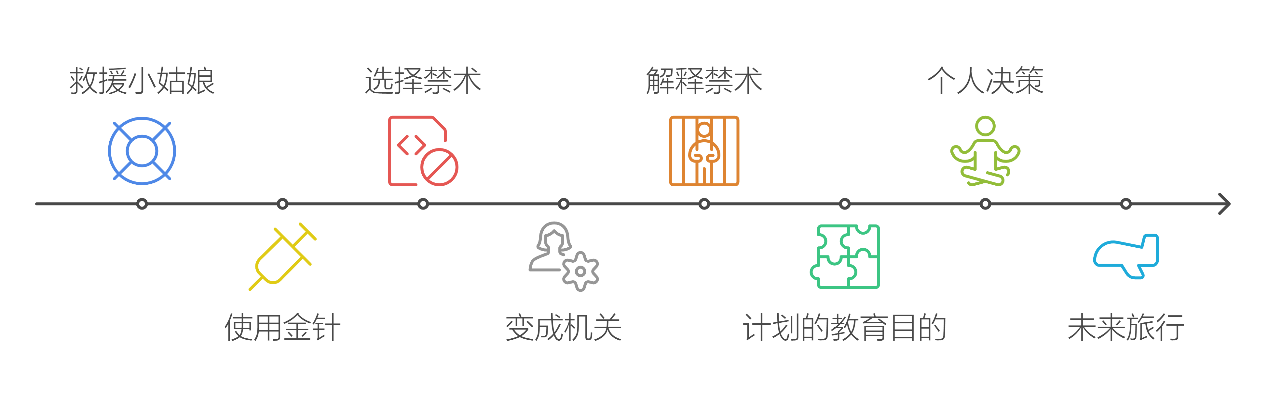 救援小姑娘
选择禁术
解释禁术
个人决策
使用金针
变成机关
计划的教育目的
未来旅行